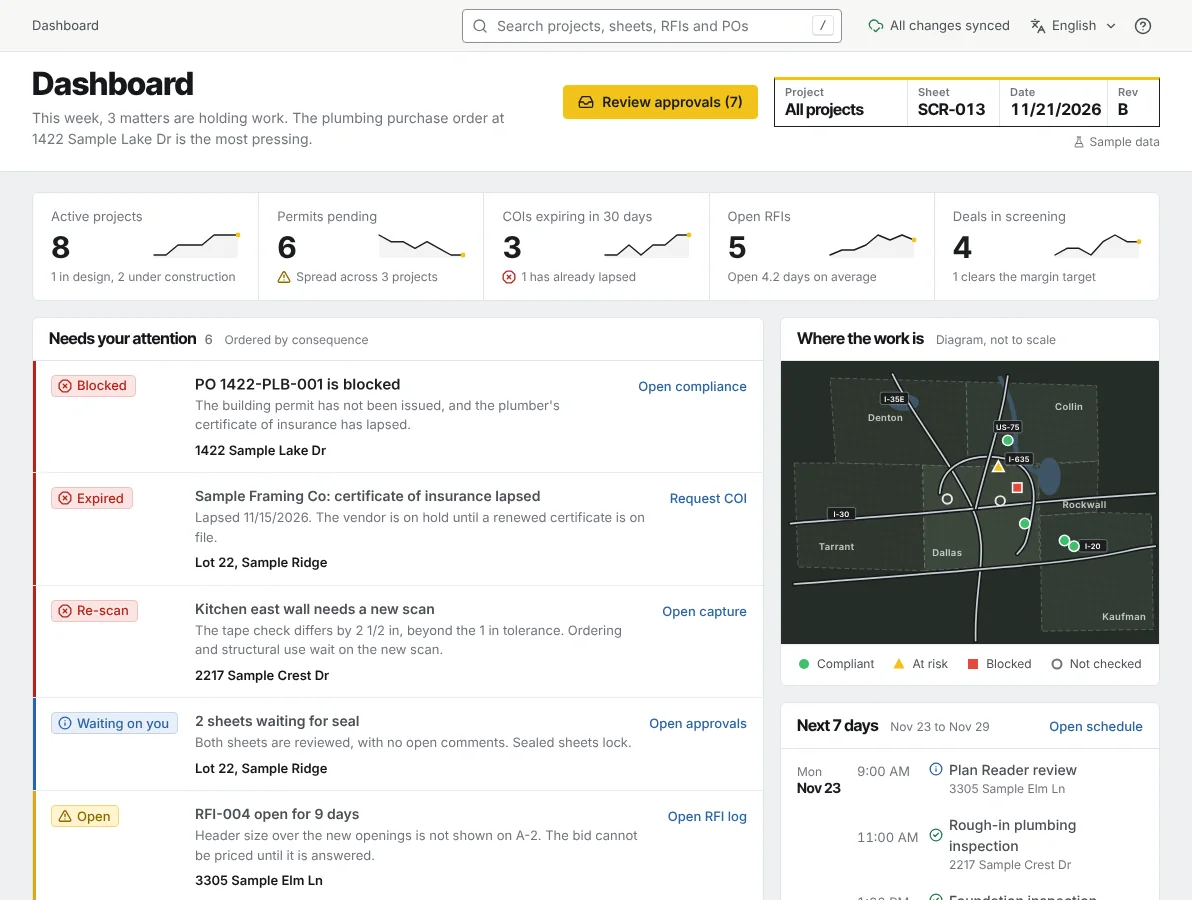 Dashboard
Search projects, sheets, RFIs and POs
/
All changes synced
English
Dashboard
This week, 3 matters are holding work. The plumbing purchase order at
1422 Sample Lake Dr is the most pressing.
Review approvals (7)
Project
All projects
Sheet
SCR-013
Date
11/21/2026
Rev
B
Sample data
Active projects
8
1 in design, 2 under construction
Permits pending
6
Spread across 3 projects
COIs expiring in 30 days
3
1 has already lapsed
Open RFIs
5
Open 4.2 days on average
Deals in screening
4
1 clears the margin target
Needs your attention 6 Ordered by consequence
Blocked
PO 1422-PLB-001 is blocked
Open compliance
The building permit has not been issued, and the plumber's
certificate of insurance has lapsed.
1422 Sample Lake Dr
Expired
Sample Framing Co: certificate of insurance lapsed
Request COI
Lapsed 11/15/2026. The vendor is on hold until a renewed certificate is on
file.
Lot 22, Sample Ridge
Re-scan
Kitchen east wall needs a new scan
Open capture
The tape check differs by 2 1/2 in, beyond the 1 in tolerance. Ordering
and structural use wait on the new scan.
2217 Sample Crest Dr
Waiting on you
2 sheets waiting for seal
Open approvals
Both sheets are reviewed, with no open comments. Sealed sheets lock.
Lot 22, Sample Ridge
Open
RFI-004 open for 9 days
Open RFI log
Header size over the new openings is not shown on A-2. The bid cannot
be priced until it is answered.
3305 Sample Elm Ln
Where the work is Diagram, not to scale
I-35E
Denton
Collin
US-75
I-635
I-30
Rockwall
Tarrant
Dallas
I-20
Kaufman
Compliant
At risk
Blocked
Not checked
Next 7 days Nov 23 to Nov 29
Open schedule
Mon
Nov 23
9:00 AM
Plan Reader review
3305 Sample Elm Ln
11:00 AM
Rough-in plumbing
inspection
2217 Sample Crest Dr
Foundation inspection